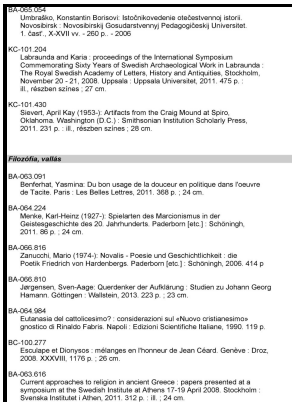 BA-065.054
Umbraško, Konstantin Borisovi: Istočnikovedenie otečestvennoj istorii.
Novosibirsk : Novosibirskij Gosudarstvennyj Pedagogičeskij Universitet.
1. čast'., X-XVII vv. - 260 p.. - 2006
KC-101.204
Labraunda and Karia : proceedings of the International Symposium
Commemorating Sixty Years of Swedish Archaeological Work in Labraunda :
The Royal Swedish Academy of Letters, History and Antiquities, Stockholm,
November 20 - 21, 2008. Uppsala : Uppsala Universitet, 2011. 475 p. :
ill., részben színes ; 27 cm.
KC-101.430
Sievert, April Kay (1953-): Artifacts from the Craig Mound at Spiro,
Oklahoma. Washington (D.C.) : Smithsonian Institution Scholarly Press,
2011. 231 p. : ill., részben színes ; 28 cm.
Filozófia, vallás
BA-063.091
Benferhat, Yasmina: Du bon usage de la douceur en politique dans l'oeuvre
de Tacite. Paris : Les Belles Lettres, 2011. 368 p. ; 24 cm.
BA-064.224
Menke, Karl-Heinz (1927-): Spielarten des Marcionismus in der
Geistesgeschichte des 20. Jahrhunderts. Paderborn [etc.] : Schöningh,
2011. 86 p. ; 24 cm.
BA-066.816
Zanucchi, Mario (1974-): Novalis - Poesie und Geschichtlichkeit : die
Poetik Friedrich von Hardenbergs. Paderborn [etc.] : Schöningh, 2006. 414 p
BA-066.810
Jørgensen, Sven-Aage: Querdenker der Aufklärung : Studien zu Johann Georg
Hamann. Göttingen : Wallstein, 2013. 223 p. ; 23 cm.
BA-064.984
Eutanasia del cattolicesimo? : considerazioni sul «Nuovo cristianesimo»
gnostico di Rinaldo Fabris. Napoli : Edizioni Scientifiche Italiane, 1990. 119 p.
BC-100.277
Esculape et Dionysos : mélanges en l'honneur de Jean Céard. Genève : Droz,
2008. XXXVIII, 1176 p. ; 26 cm.
BA-063.616
Current approaches to religion in ancient Greece : papers presented at a
symposium at the Swedish Institute at Athens 17-19 April 2008. Stockholm :
Svenska Institutet i Athen, 2011. 312 p. : ill. ; 24 cm.